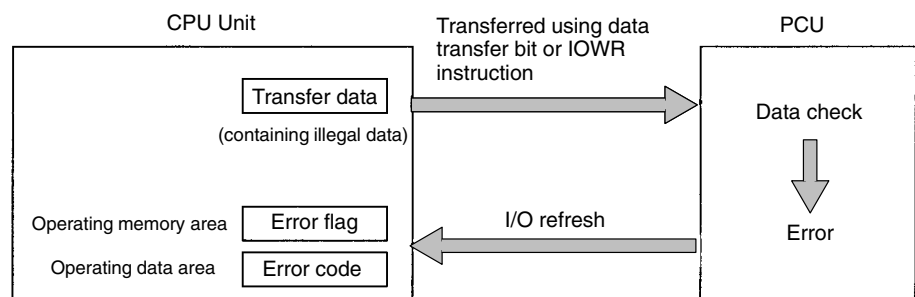 CPU Unit
Transferred using data
transfer bit or IOWR
instruction
PCU
Transfer data
(containing illegal data)
Data check
Operating memory area
Error flag
I/O refresh
Error
Operating data area
Error code